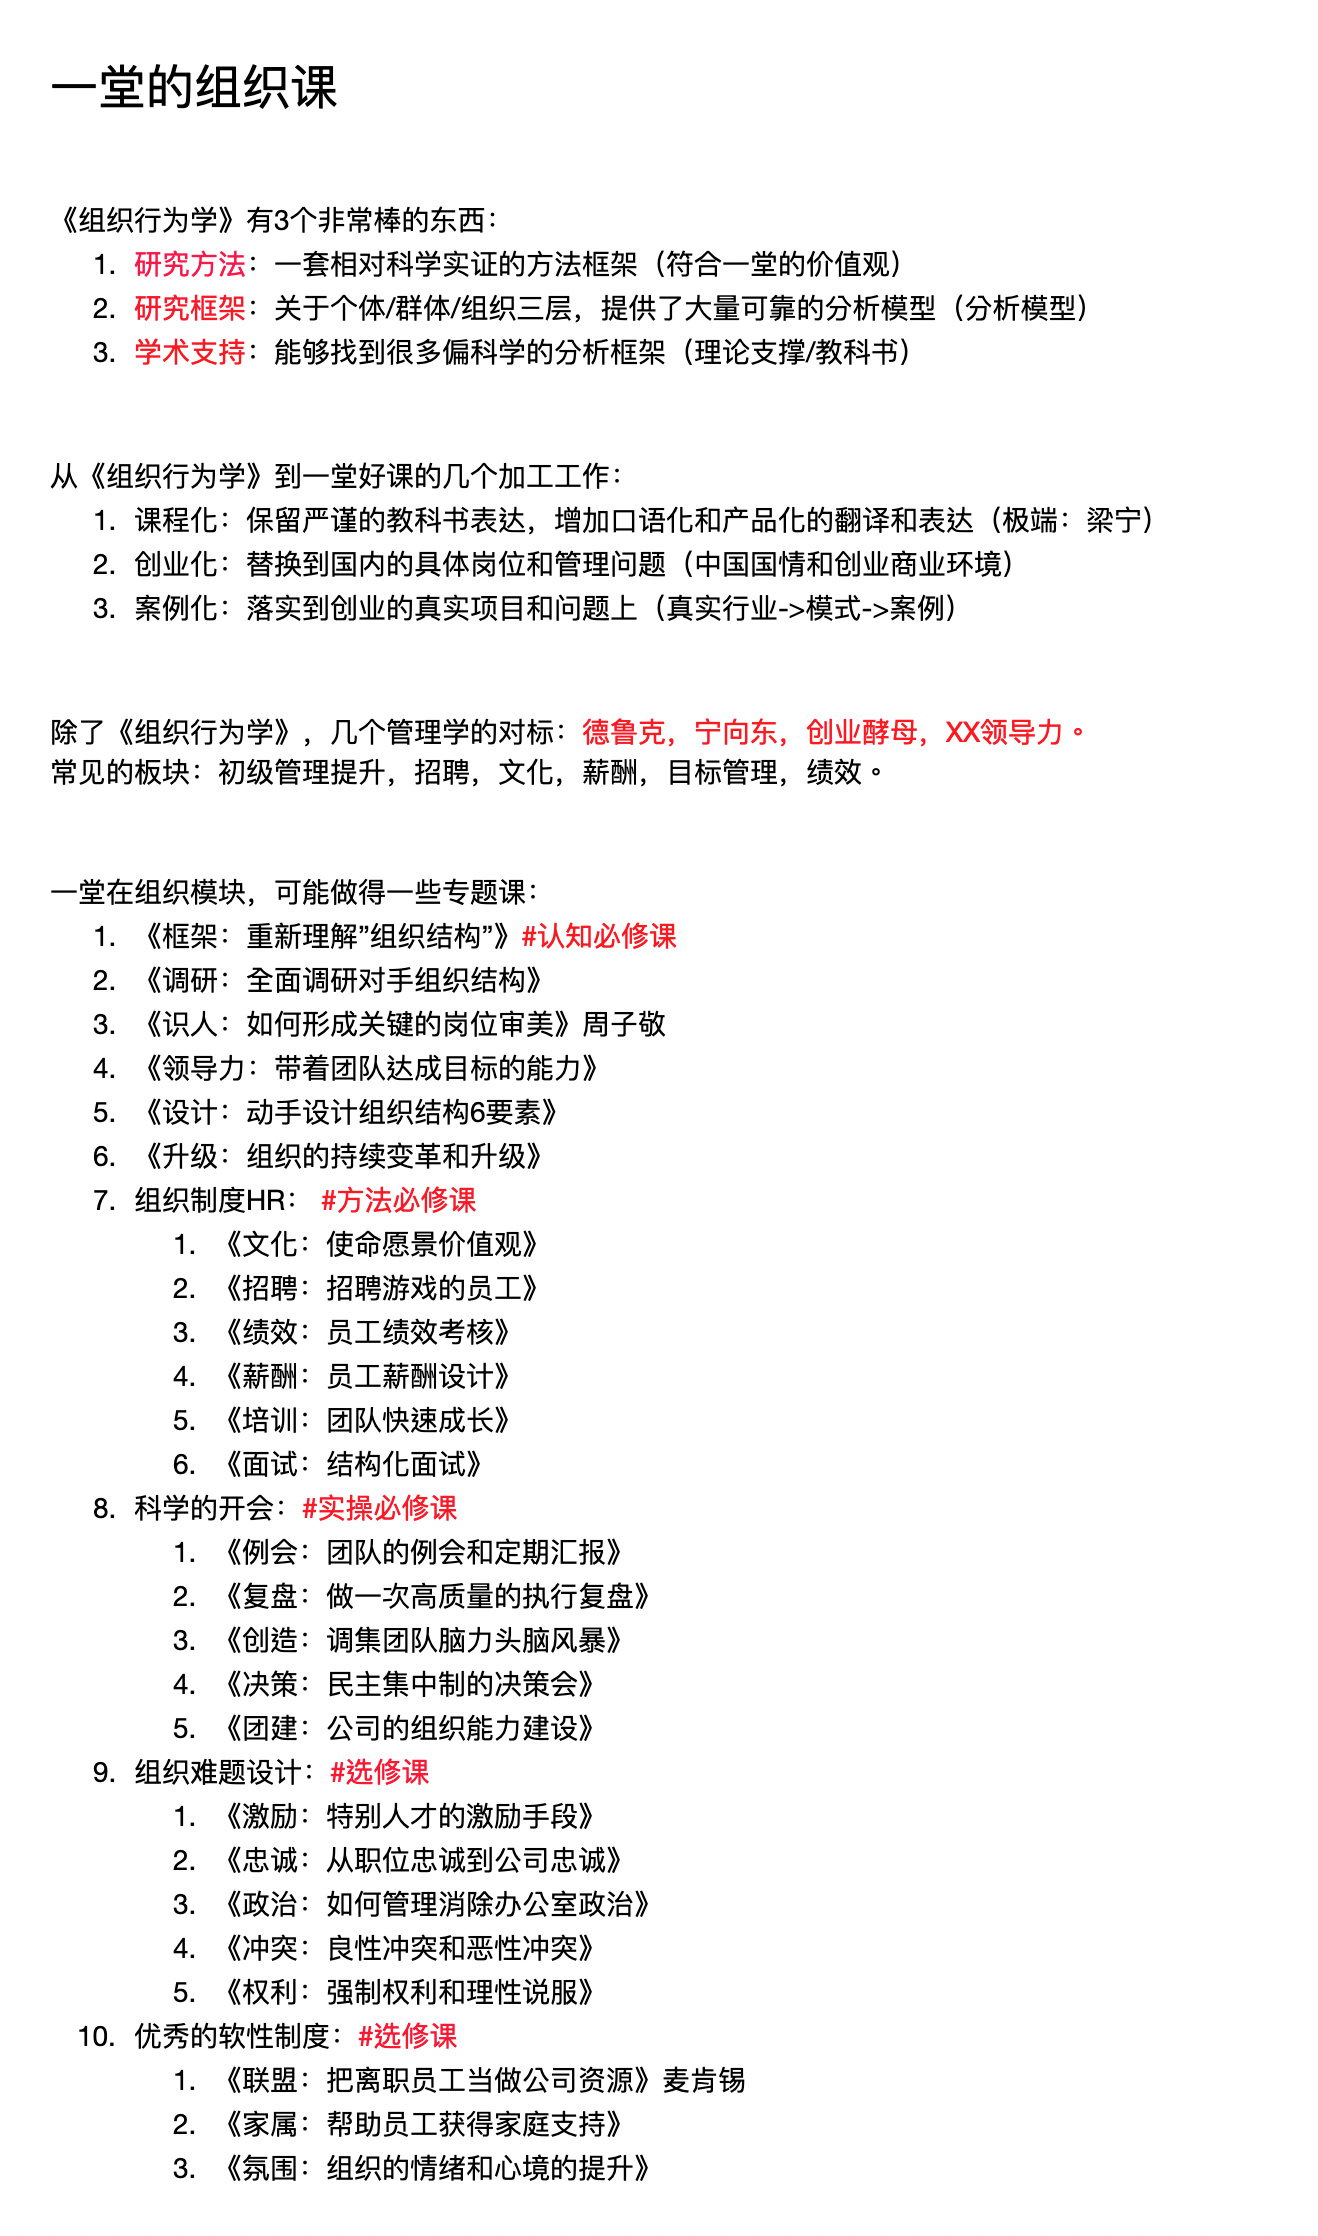 一堂的组织课
《组织行为学》有3个非常棒的东西：
1. 研究方法：一套相对科学实证的方法框架（符合一堂的价值观）
2. 研究框架：关于个体/群体/组织三层，提供了大量可靠的分析模型（分析模型）
3. 学术支持：能够找到很多偏科学的分析框架（理论支撑/教科书）
从《组织行为学》到一堂好课的几个加工工作：
1. 课程化：保留严谨的教科书表达，增加口语化和产品化的翻译和表达（极端：梁宁）
2. 创业化：替换到国内的具体岗位和管理问题（中国国情和创业商业环境）
3. 案例化：落实到创业的真实项目和问题上（真实行业->模式->案例）
除了《组织行为学》，几个管理学的对标：德鲁克，宁向东，创业酵母，XX领导力。
常见的板块：初级管理提升，招聘，文化，薪酬，目标管理，绩效。
一堂在组织模块，可能做得一些专题课：
1. 《框架：重新理解”组织结构”》#认知必修课
2. 《调研：全面调研对手组织结构》
3. 《识人：如何形成关键的岗位审美》周子敬
4. 《领导力：带着团队达成目标的能力》
5. 《设计：动手设计组织结构6要素》
6. 《升级：组织的持续变革和升级》
7. 组织制度HR： #方法必修课
1. 《文化：使命愿景价值观》
2. 《招聘：招聘游戏的员工》
3. 《绩效：员工绩效考核》
4. 《薪酬：员工薪酬设计》
5. 《培训：团队快速成长》
6. 《面试：结构化面试》
8. 科学的开会：#实操必修课
1. 《例会：团队的例会和定期汇报》
2. 《复盘：做一次高质量的执行复盘》
3. 《创造：调集团队脑力头脑风暴》
4. 《决策：民主集中制的决策会》
5. 《团建：公司的组织能力建设》
9. 组织难题设计：#选修课
1. 《激励：特别人才的激励手段》
2. 《忠诚：从职位忠诚到公司忠诚》
3. 《政治：如何管理消除办公室政治》
4. 《冲突：良性冲突和恶性冲突》
5. 《权利：强制权利和理性说服》
10. 优秀的软性制度：#选修课
1. 《联盟：把离职员工当做公司资源》麦肯锡
2. 《家属：帮助员工获得家庭支持》
3. 《氛围：组织的情绪和心境的提升》